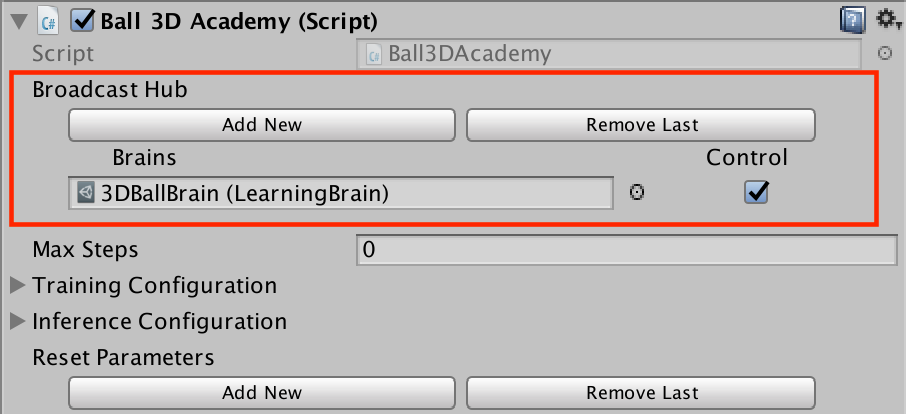 Ball 3D Academy (Script)
Script Ball3DAcademy
Broadcast Hub
Add New Remove Last
Brains Control
3DBallBrain (LearningBrain)
Max Steps 0
Training Configuration
Inference Configuration
Reset Parameters
Add New Remove Last